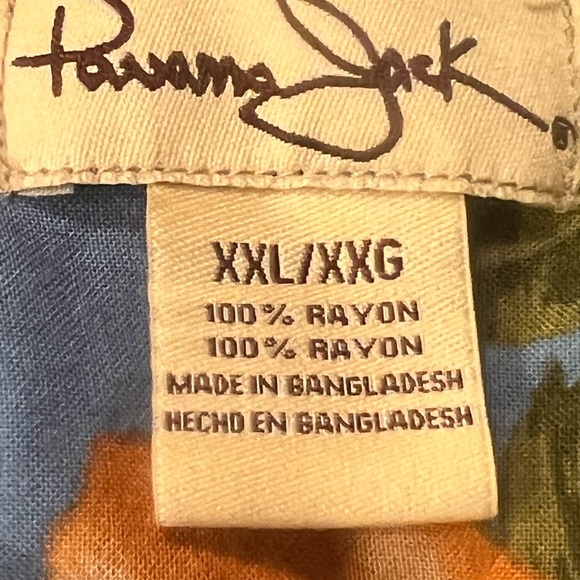 Panama Jack®
XXL/XXG
100% RAYON
100% RAYON
MADE IN BANGLADESH
HECHO EN BANGLADESH